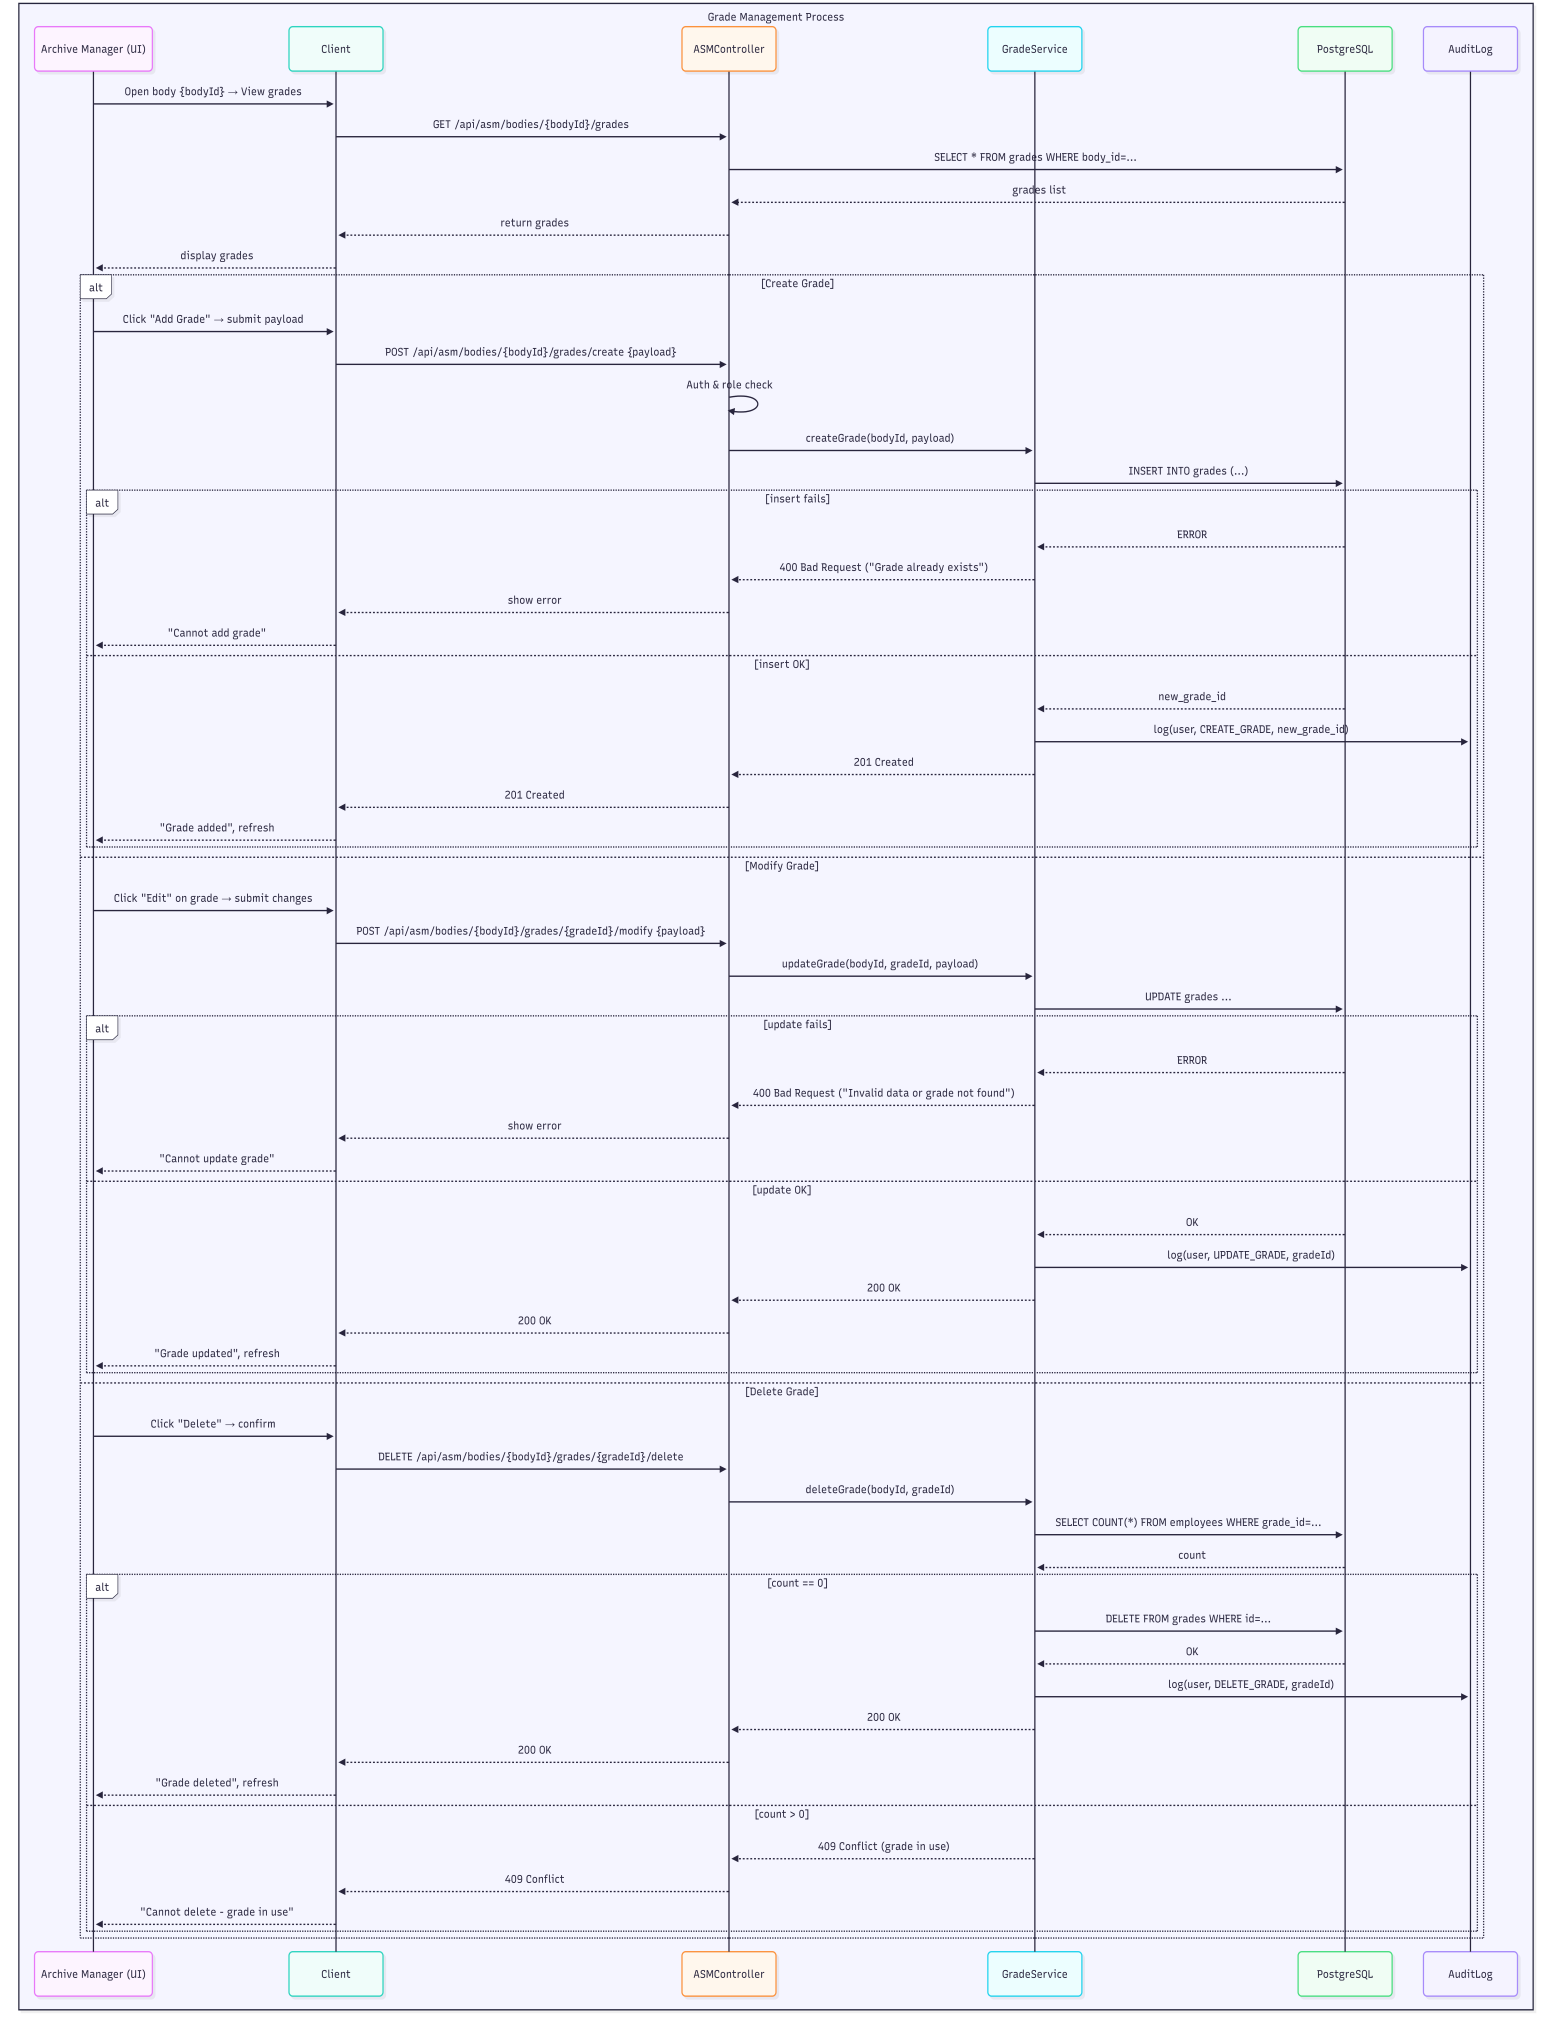 Grade Management Process
Archive Manager (UI)
Client
ASMController
GradeService
PostgreSQL
AuditLog
Open body {bodyId} → View grades
GET /api/asm/bodies/{bodyId}/grades
SELECT * FROM grades WHERE body_id=...
grades list
return grades
display grades
alt
[Create Grade]
Click "Add Grade" → submit payload
POST /api/asm/bodies/{bodyId}/grades/create {payload}
Auth & role check
createGrade(bodyId, payload)
INSERT INTO grades (...)
alt
[insert fails]
ERROR
400 Bad Request ("Grade already exists")
show error
"Cannot add grade"
[insert OK]
new_grade_id
log(user, CREATE_GRADE, new_grade_id)
201 Created
201 Created
"Grade added", refresh
[Modify Grade]
Click "Edit" on grade → submit changes
POST /api/asm/bodies/{bodyId}/grades/{gradeId}/modify {payload}
updateGrade(bodyId, gradeId, payload)
UPDATE grades ...
alt
[update fails]
ERROR
400 Bad Request ("Invalid data or grade not found")
show error
"Cannot update grade"
[update OK]
OK
log(user, UPDATE_GRADE, gradeId)
200 OK
200 OK
"Grade updated", refresh
[Delete Grade]
Click "Delete" → confirm
DELETE /api/asm/bodies/{bodyId}/grades/{gradeId}/delete
deleteGrade(bodyId, gradeId)
SELECT COUNT(*) FROM employees WHERE grade_id=...
count
alt
[count == 0]
DELETE FROM grades WHERE id=...
OK
log(user, DELETE_GRADE, gradeId)
200 OK
200 OK
"Grade deleted", refresh
[count > 0]
409 Conflict (grade in use)
409 Conflict
"Cannot delete - grade in use"
Archive Manager (UI)
Client
ASMController
GradeService
PostgreSQL
AuditLog